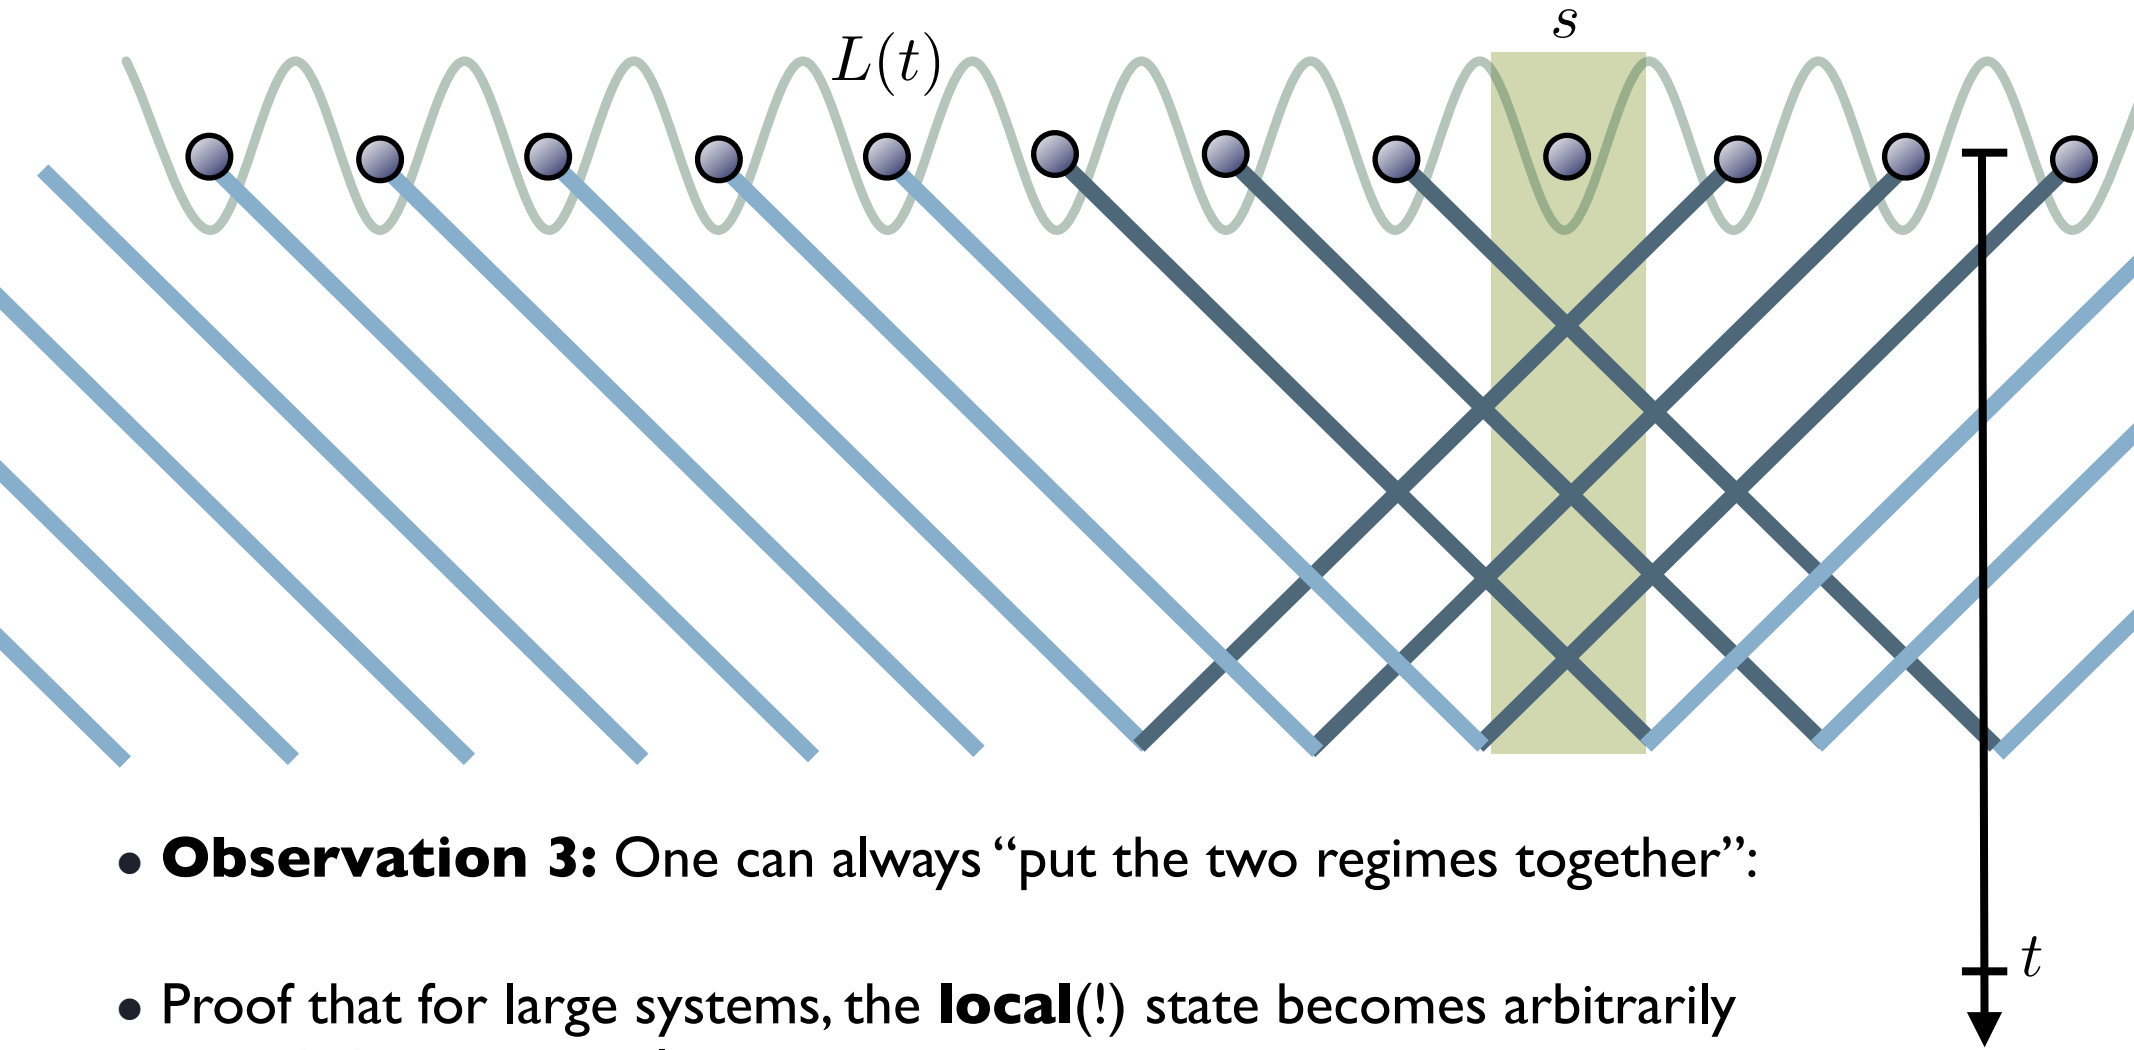 s
L(t)
• Observation 3: One can always “put the two regimes together”:
t
• Proof that for large systems, the local(!) state becomes arbitrarily